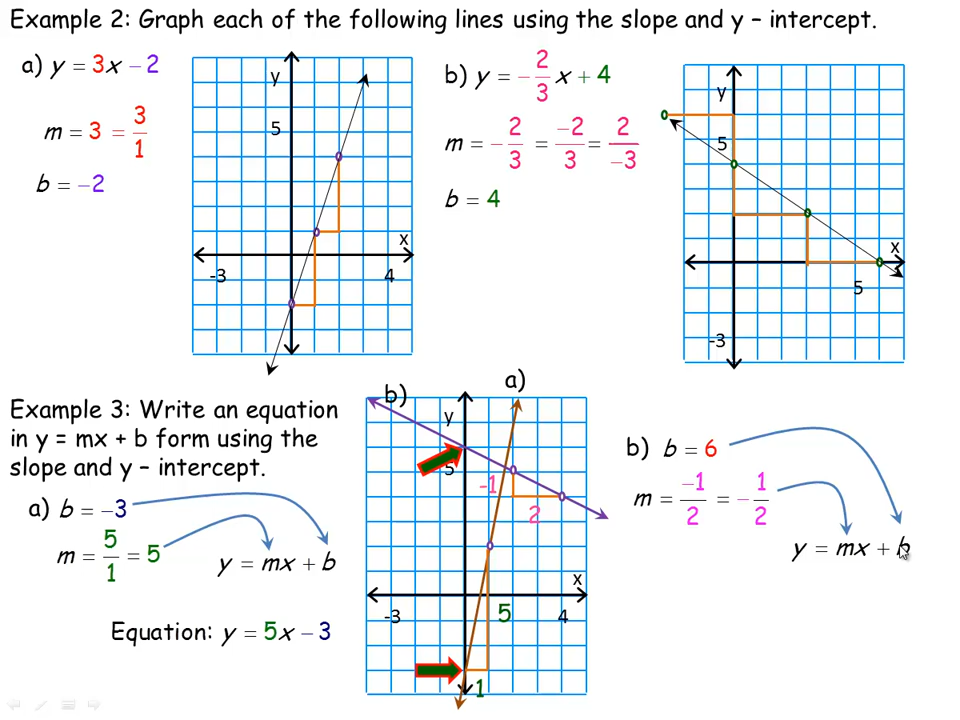 Example 2: Graph each of the following lines using the slope and y – intercept.
a) y = 3x – 2
m = 3 = 3/1
b = –2
y
5
x
-3
4
b) y = – 2/3 x + 4
m = – 2/3 = –2/3 = 2/–3
b = 4
y
5
x
5
-3
Example 3: Write an equation
in y = mx + b form using the
slope and y – intercept.
a) b = –3
m = 5/1 = 5
y = mx + b
Equation: y = 5x – 3
b)
a)
y
5
-1
2
x
-3
5
4
1
b) b = 6
m = –1/2 = – 1/2
y = mx + b